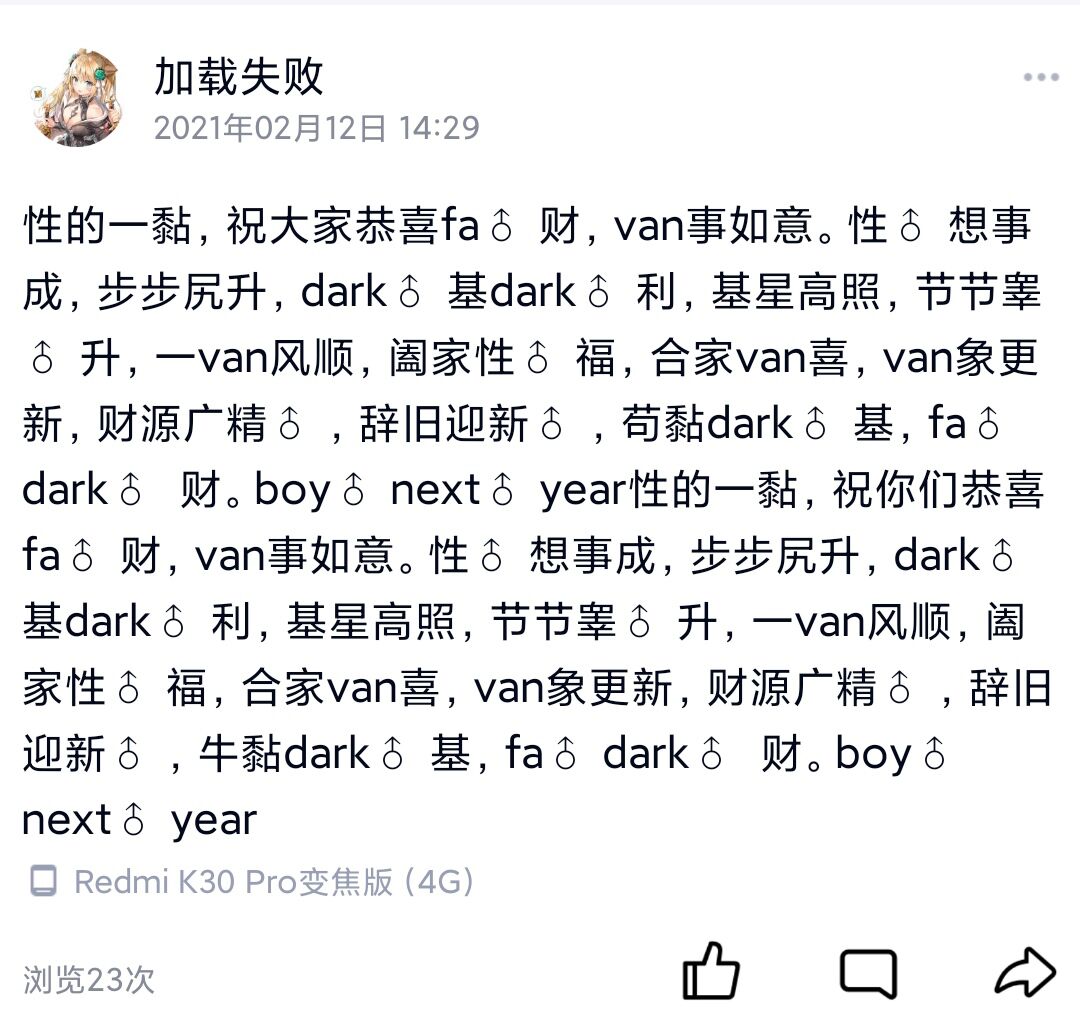 加载失败
2021年02月12日 14:29
性的一黏，祝大家恭喜fa♂ 财，van事如意。性♂ 想事
成，步步尻升，dark♂ 基dark♂ 利，基星高照，节节睾
♂ 升，一van风顺，阖家性♂ 福，合家van喜，van象更
新，财源广精♂ ，辞旧迎新♂ ，苟黏dark♂ 基，fa♂
dark♂ 财。boy♂ next♂ year性的一黏，祝你们恭喜
fa♂ 财，van事如意。性♂ 想事成，步步尻升，dark♂
基dark♂ 利，基星高照，节节睾♂ 升，一van风顺，阖
家性♂ 福，合家van喜，van象更新，财源广精♂ ，辞旧
迎新♂ ，牛黏dark♂ 基，fa♂ dark♂ 财。boy♂
next♂ year
Redmi K30 Pro变焦版 (4G)
浏览23次